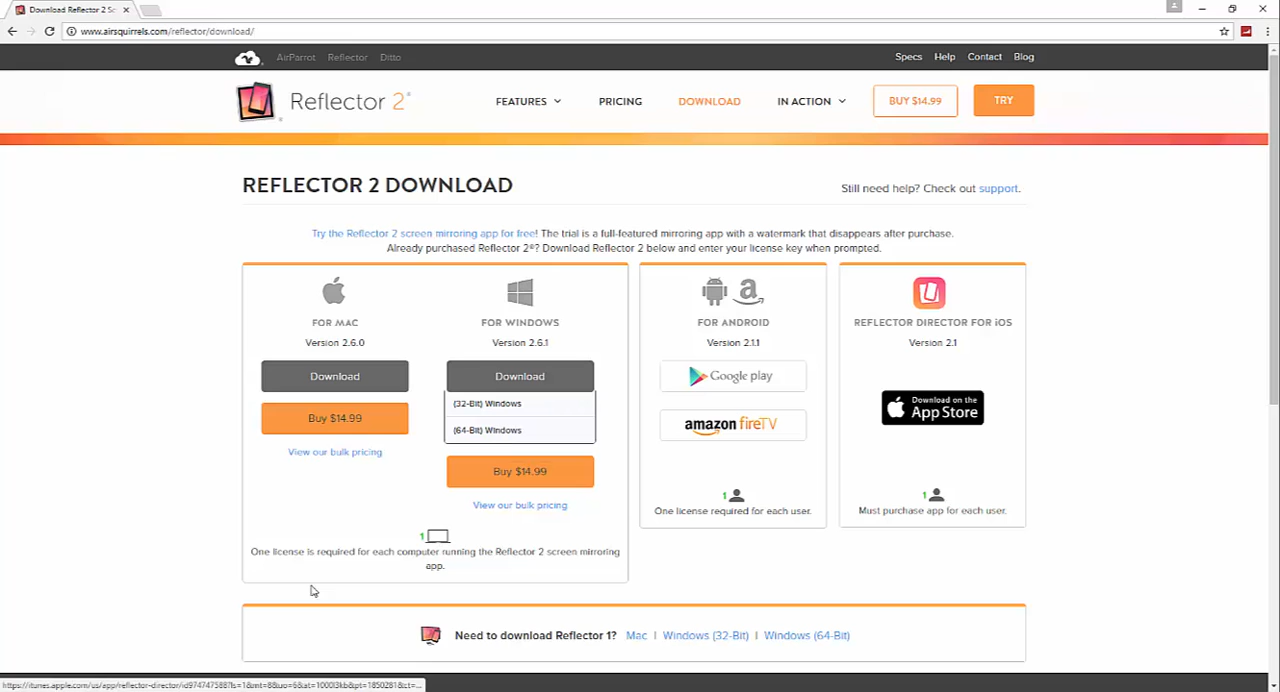 Download Reflector 2 Sc
www.airsquirrels.com/reflector/download/
AirParrot Reflector Ditto
Specs Help Contact Blog
Reflector 2
FEATURES PRICING DOWNLOAD IN ACTION BUY $14.99 TRY
REFLECTOR 2 DOWNLOAD
Still need help? Check out support.
Try the Reflector 2 screen mirroring app for free! The trial is a full-featured mirroring app with a watermark that disappears after purchase.
Already purchased Reflector 2®? Download Reflector 2 below and enter your license key when prompted.
FOR MAC
Version 2.6.0
Download
Buy $14.99
View our bulk pricing
FOR WINDOWS
Version 2.6.1
Download
(32-Bit) Windows
(64-Bit) Windows
Buy $14.99
View our bulk pricing
1
One license is required for each computer running the Reflector 2 screen mirroring
app.
FOR ANDROID
Version 2.1.1
Google play
amazon fireTV
1
One license required for each user.
REFLECTOR DIRECTOR FOR iOS
Version 2.1
Download on the
App Store
1
Must purchase app for each user.
Need to download Reflector 1? Mac | Windows (32-Bit) | Windows (64-Bit)